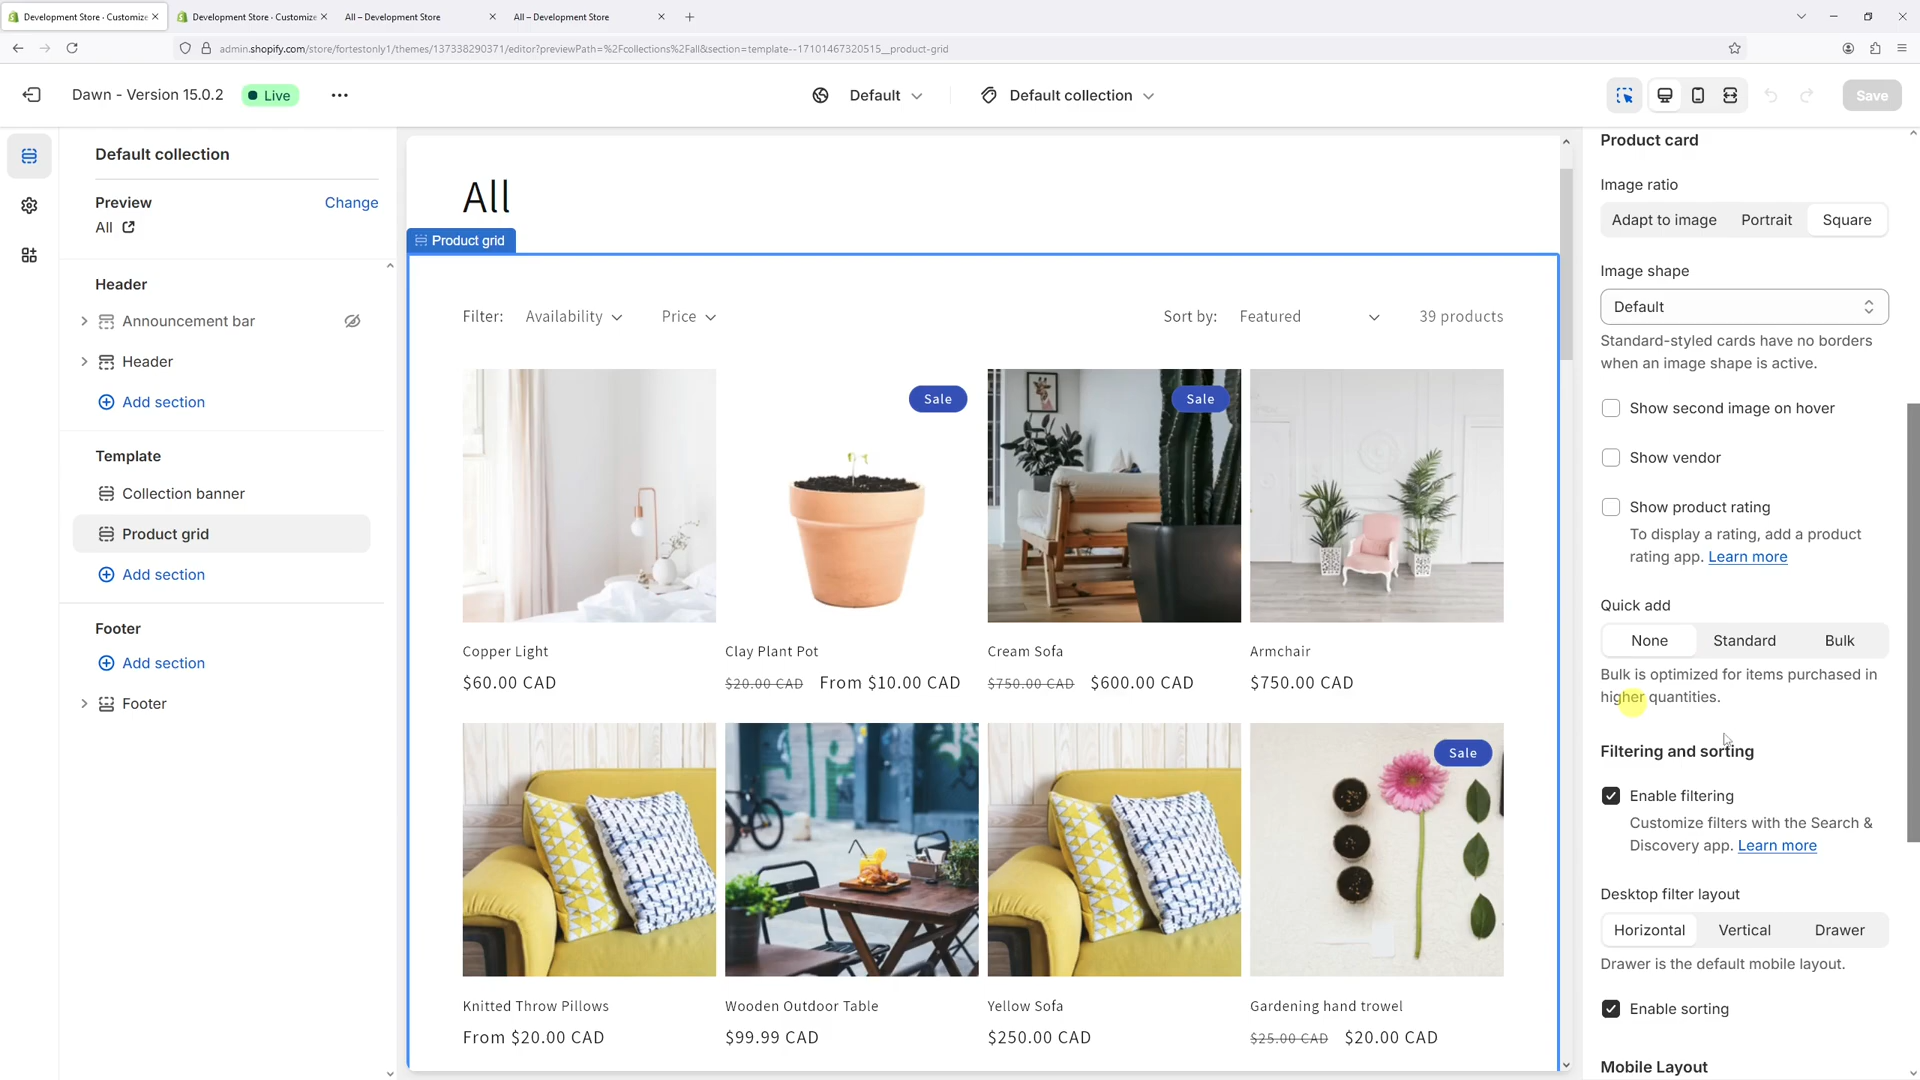 Development Store · Customize
Development Store · Customize
All – Development Store
All – Development Store
admin.shopify.com/store/fortestonly1/themes/137338290371/editor?previewPath=%2Fcollections%2Fall&section=template--17101467320515__product-grid
Dawn - Version 15.0.2
Live
Default
Default collection
Save
Default collection
Preview
Change
All
Header
Announcement bar
Header
Add section
Template
Collection banner
Product grid
Add section
Footer
Add section
Footer
All
Product grid
Filter: Availability Price
Sort by: Featured 39 products
Sale
Sale
Copper Light
Clay Plant Pot
Cream Sofa
Armchair
$60.00 CAD
$20.00 CAD From $10.00 CAD
$750.00 CAD $600.00 CAD
$750.00 CAD
Sale
Knitted Throw Pillows
Wooden Outdoor Table
Yellow Sofa
Gardening hand trowel
From $20.00 CAD
$99.99 CAD
$250.00 CAD
$25.00 CAD $20.00 CAD
Product card
Image ratio
Adapt to image Portrait Square
Image shape
Default
Standard-styled cards have no borders
when an image shape is active.
Show second image on hover
Show vendor
Show product rating
To display a rating, add a product
rating app. Learn more
Quick add
None Standard Bulk
Bulk is optimized for items purchased in
higher quantities.
Filtering and sorting
Enable filtering
Customize filters with the Search &
Discovery app. Learn more
Desktop filter layout
Horizontal Vertical Drawer
Drawer is the default mobile layout.
Enable sorting
Mobile Layout